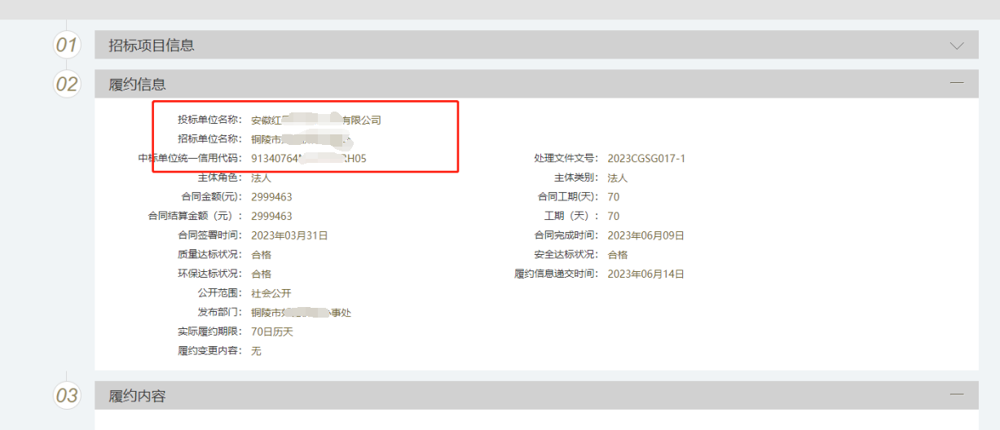 01 招标项目信息
02 履约信息
投标单位名称： 安徽红 有限公司
招标单位名称： 铜陵市
中标单位统一信用代码： 91340764 H05 处理文件文号： 2023CGSG017-1
主体角色： 法人 主体类别： 法人
合同金额(元)： 2999463 合同工期(天)： 70
合同结算金额（元）： 2999463 工期（天）： 70
合同签署时间： 2023年03月31日 合同完成时间： 2023年06月09日
质量达标状况： 合格 安全达标状况： 合格
环保达标状况： 合格 履约信息递交时间： 2023年06月14日
公开范围： 社会公开
发布部门： 铜陵市 事处
实际履约期限： 70日历天
履约变更内容： 无
03 履约内容